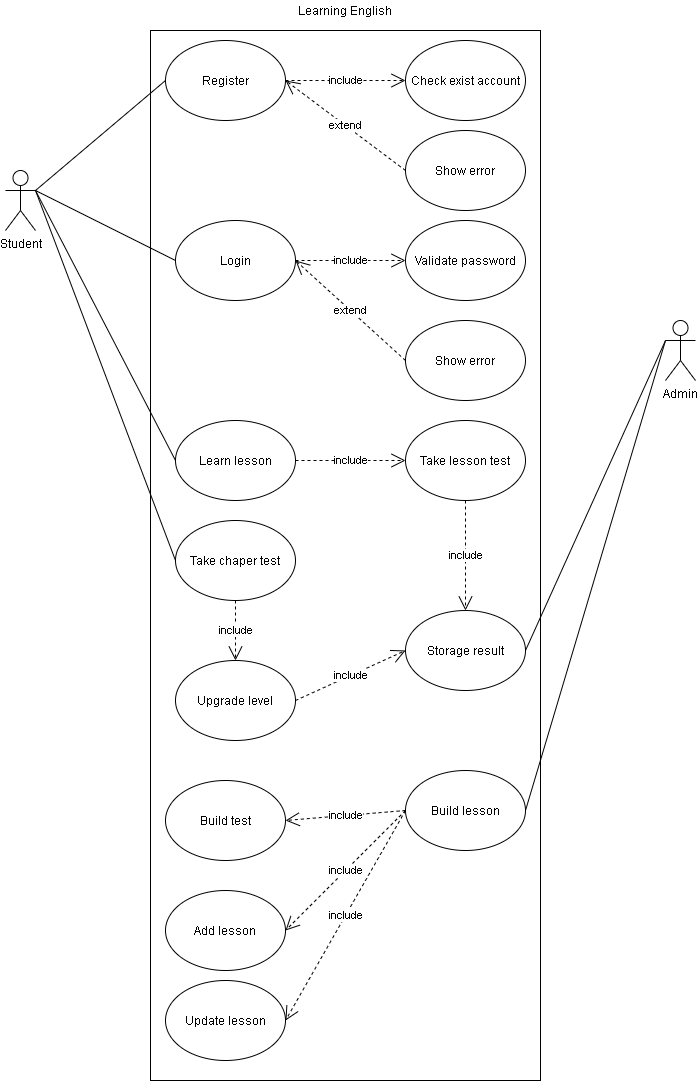 Learning English
Register
include
Check exist account
extend
Show error
Student
Login
include
Validate password
extend
Show error
Admin
Learn lesson
include
Take lesson test
Take chaper test
include
include
Storage result
Upgrade level
include
Build test
include
Build lesson
include
Add lesson
include
Update lesson